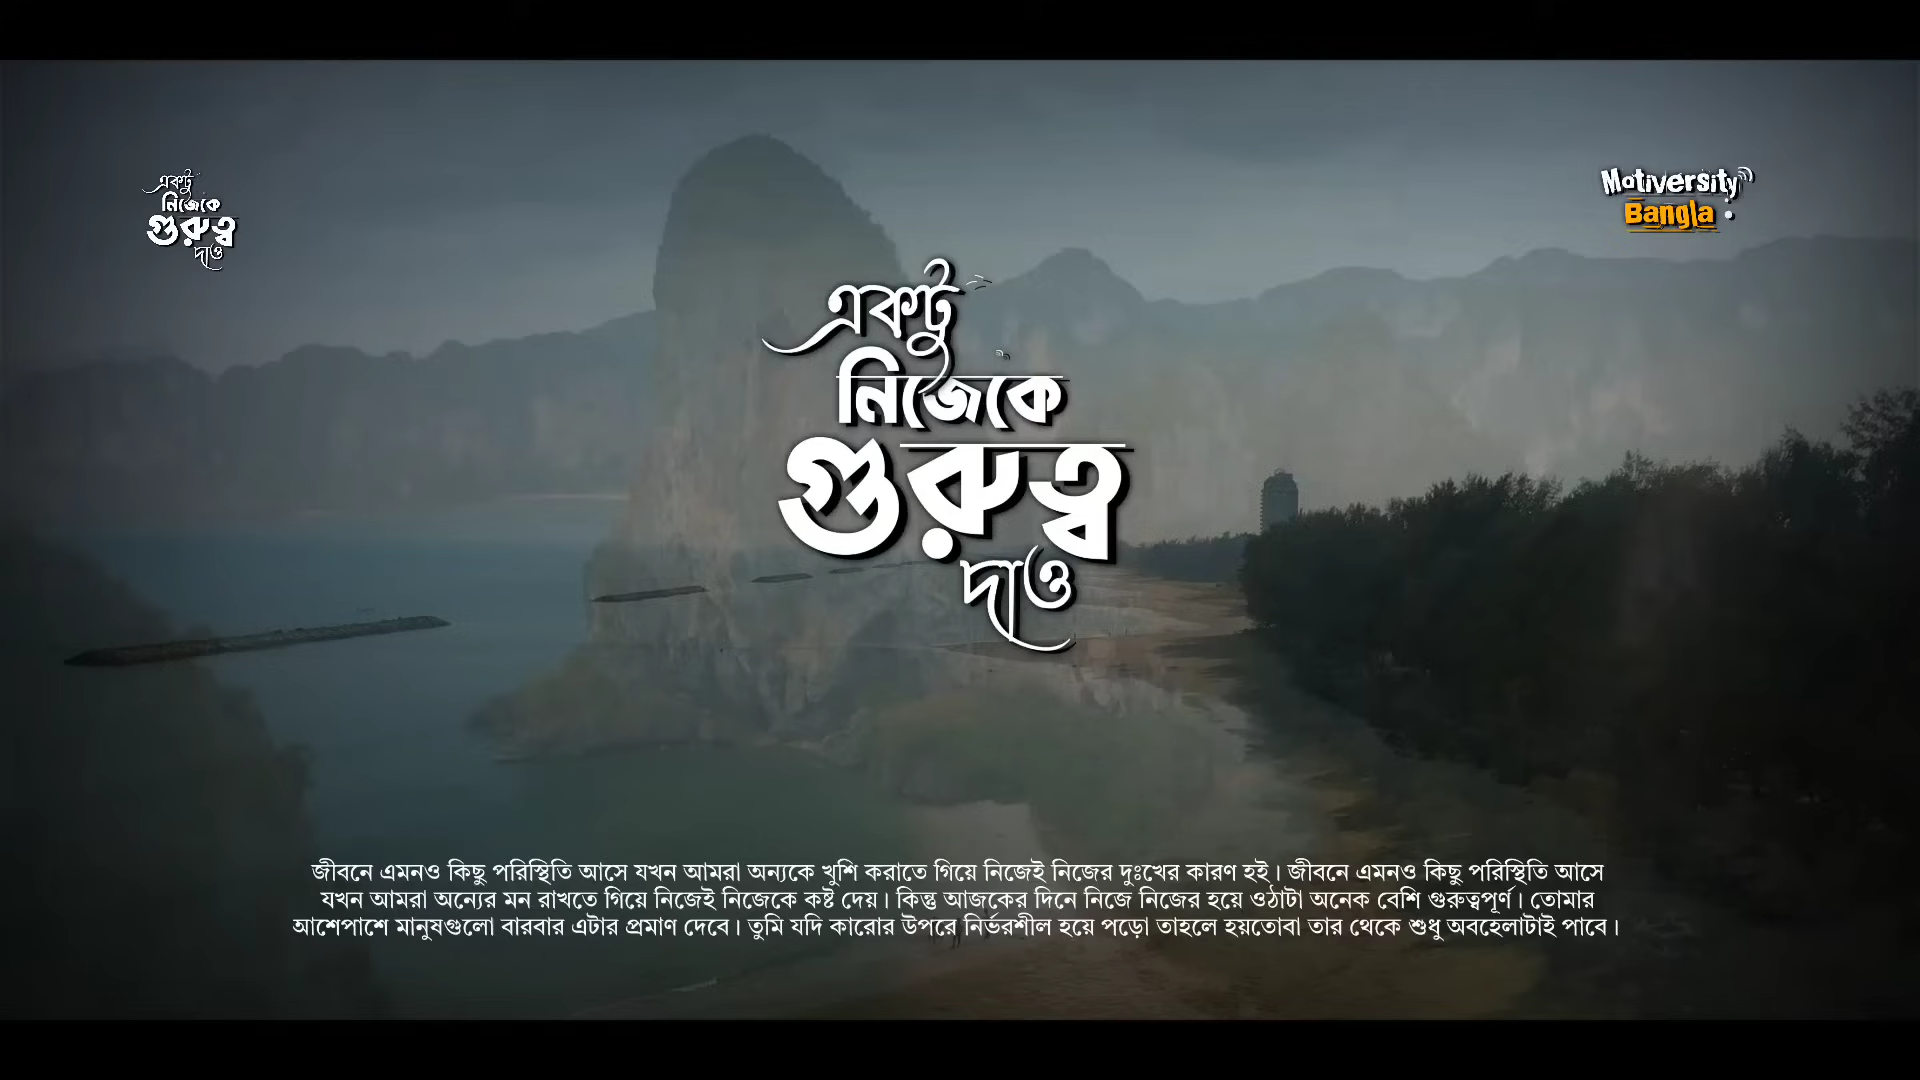 একটু
নিজেকে
গুরুত্ব
দাও
Motiversity
Bangla
একটু
নিজেকে
গুরুত্ব
দাও
জীবনে এমনও কিছু পরিস্থিতি আসে যখন আমরা অন্যকে খুশি করাতে গিয়ে নিজেই নিজের দুঃখের কারণ হই। জীবনে এমনও কিছু পরিস্থিতি আসে
যখন আমরা অন্যের মন রাখতে গিয়ে নিজেই নিজেকে কষ্ট দেয়। কিন্তু আজকের দিনে নিজে নিজের হয়ে ওঠাটা অনেক বেশি গুরুত্বপূর্ণ। তোমার
আশেপাশে মানুষগুলো বারবার এটার প্রমাণ দেবে। তুমি যদি কারোর উপরে নির্ভরশীল হয়ে পড়ো তাহলে হয়তোবা তার থেকে শুধু অবহেলাটাই পাবে।